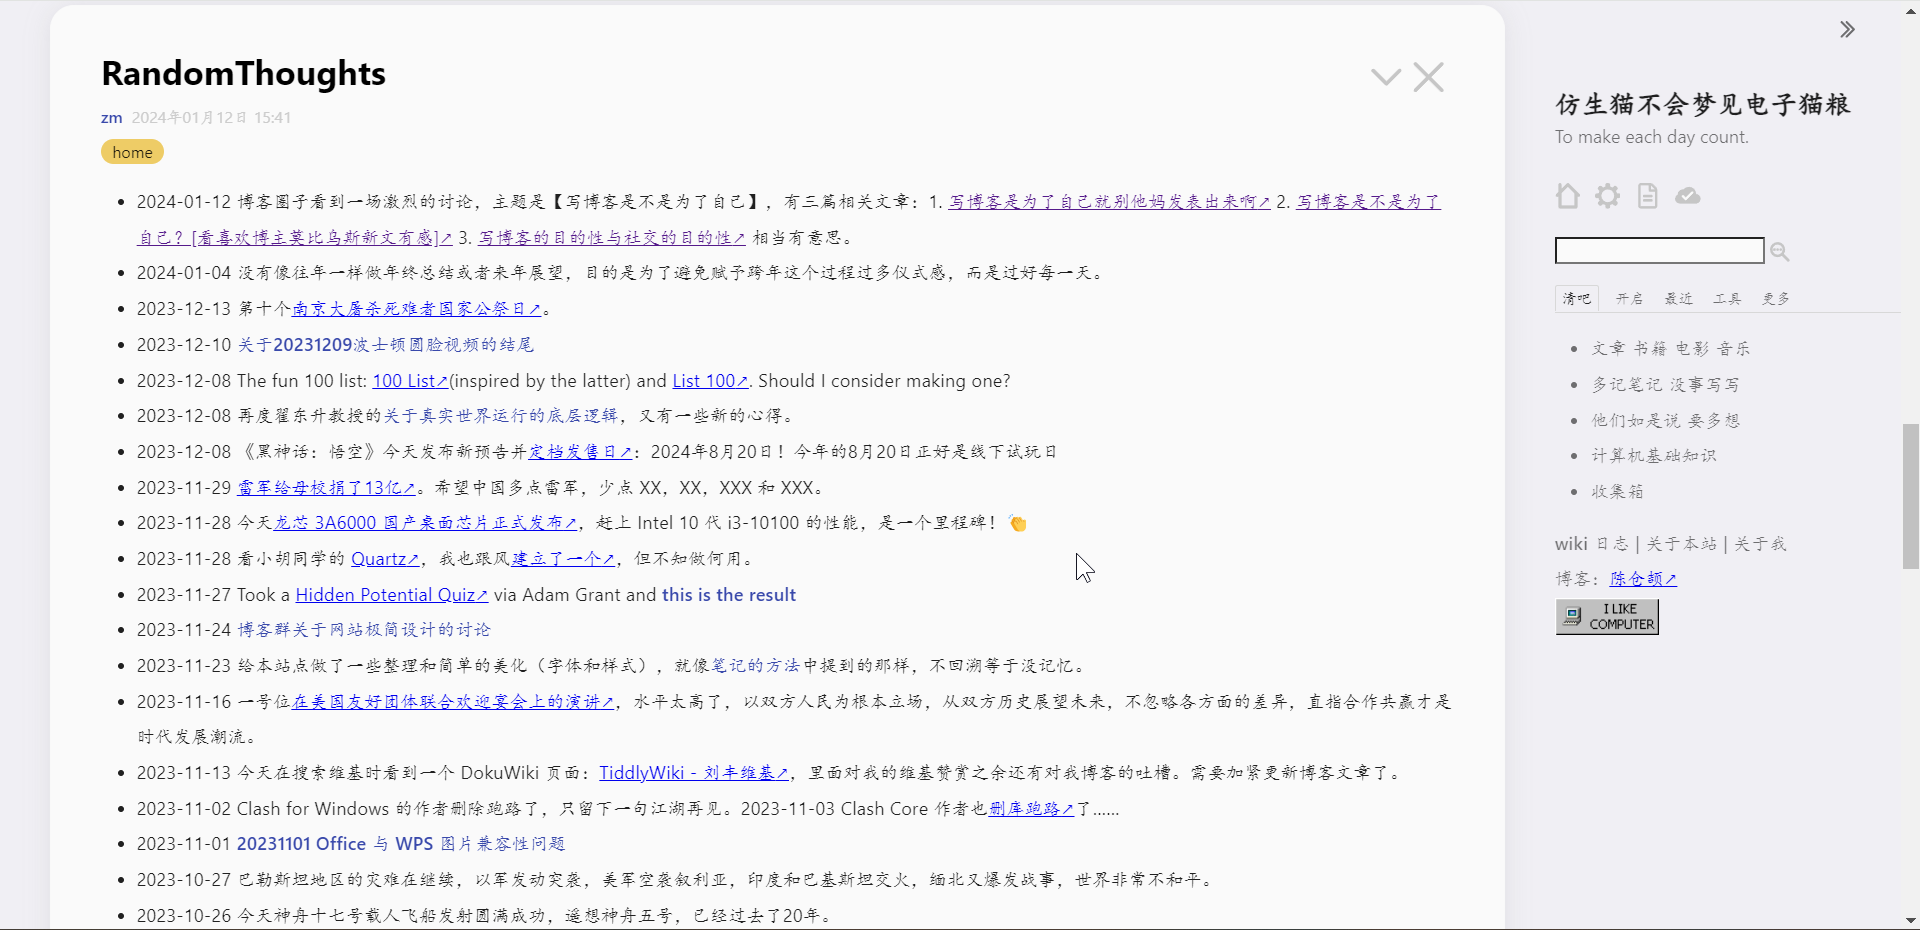 RandomThoughts
zm 2024年01月12日 15:41
home
2024-01-12 博客圈子看到一场激烈的讨论，主题是【写博客是不是为了自己】，有三篇相关文章：1. 写博客是为了自己就别他妈发表出来啊↗ 2. 写博客是不是为了
自己？[看喜欢博主莫比乌斯新文有感]↗ 3. 写博客的目的性与社交的目的性↗ 相当有意思。
2024-01-04 没有像往年一样做年终总结或者来年展望，目的是为了避免赋予跨年这个过程过多仪式感，而是过好每一天。
2023-12-13 第十个南京大屠杀死难者国家公祭日↗。
2023-12-10 关于20231209波士顿圆脸视频的结尾
2023-12-08 The fun 100 list: 100 List↗(inspired by the latter) and List 100↗. Should I consider making one?
2023-12-08 再度翟东升教授的关于真实世界运行的底层逻辑，又有一些新的心得。
2023-12-08 《黑神话：悟空》今天发布新预告并定档发售日↗：2024年8月20日！今年的8月20日正好是线下试玩日
2023-11-29 雷军给母校捐了13亿↗。希望中国多点雷军，少点 XX，XX，XXX 和 XXX。
2023-11-28 今天龙芯 3A6000 国产桌面芯片正式发布↗，赶上 Intel 10 代 i3-10100 的性能，是一个里程碑！👏
2023-11-28 看小胡同学的 Quartz↗，我也跟风建立了一个↗，但不知做何用。
2023-11-27 Took a Hidden Potential Quiz↗ via Adam Grant and this is the result
2023-11-24 博客群关于网站极简设计的讨论
2023-11-23 给本站点做了一些整理和简单的美化（字体和样式），就像笔记的方法中提到的那样，不回溯等于没记忆。
2023-11-16 一号位在美国友好团体联合欢迎宴会上的演讲↗，水平太高了，以双方人民为根本立场，从双方历史展望未来，不忽略各方面的差异，直指合作共赢才是
时代发展潮流。
2023-11-13 今天在搜索维基时看到一个 DokuWiki 页面：TiddlyWiki - 刘丰维基↗，里面对我的维基赞赏之余还有对我博客的吐槽。需要加紧更新博客文章了。
2023-11-02 Clash for Windows 的作者删除跑路了，只留下一句江湖再见。2023-11-03 Clash Core 作者也删库跑路↗了……
2023-11-01 20231101 Office 与 WPS 图片兼容性问题
2023-10-27 巴勒斯坦地区的灾难在继续，以军发动突袭，美军空袭叙利亚，印度和巴基斯坦交火，缅北又爆发战事，世界非常不和平。
2023-10-26 今天神舟十七号载人飞船发射圆满成功，遥想神舟五号，已经过去了20年。
仿生猫不会梦见电子猫粮
To make each day count.
清吧 开启 最近 工具 更多
文章 书籍 电影 音乐
多记笔记 没事写写
他们如是说 要多想
计算机基础知识
收集箱
wiki 日志 | 关于本站 | 关于我
博客：陈仓颉↗
I LIKE
COMPUTER